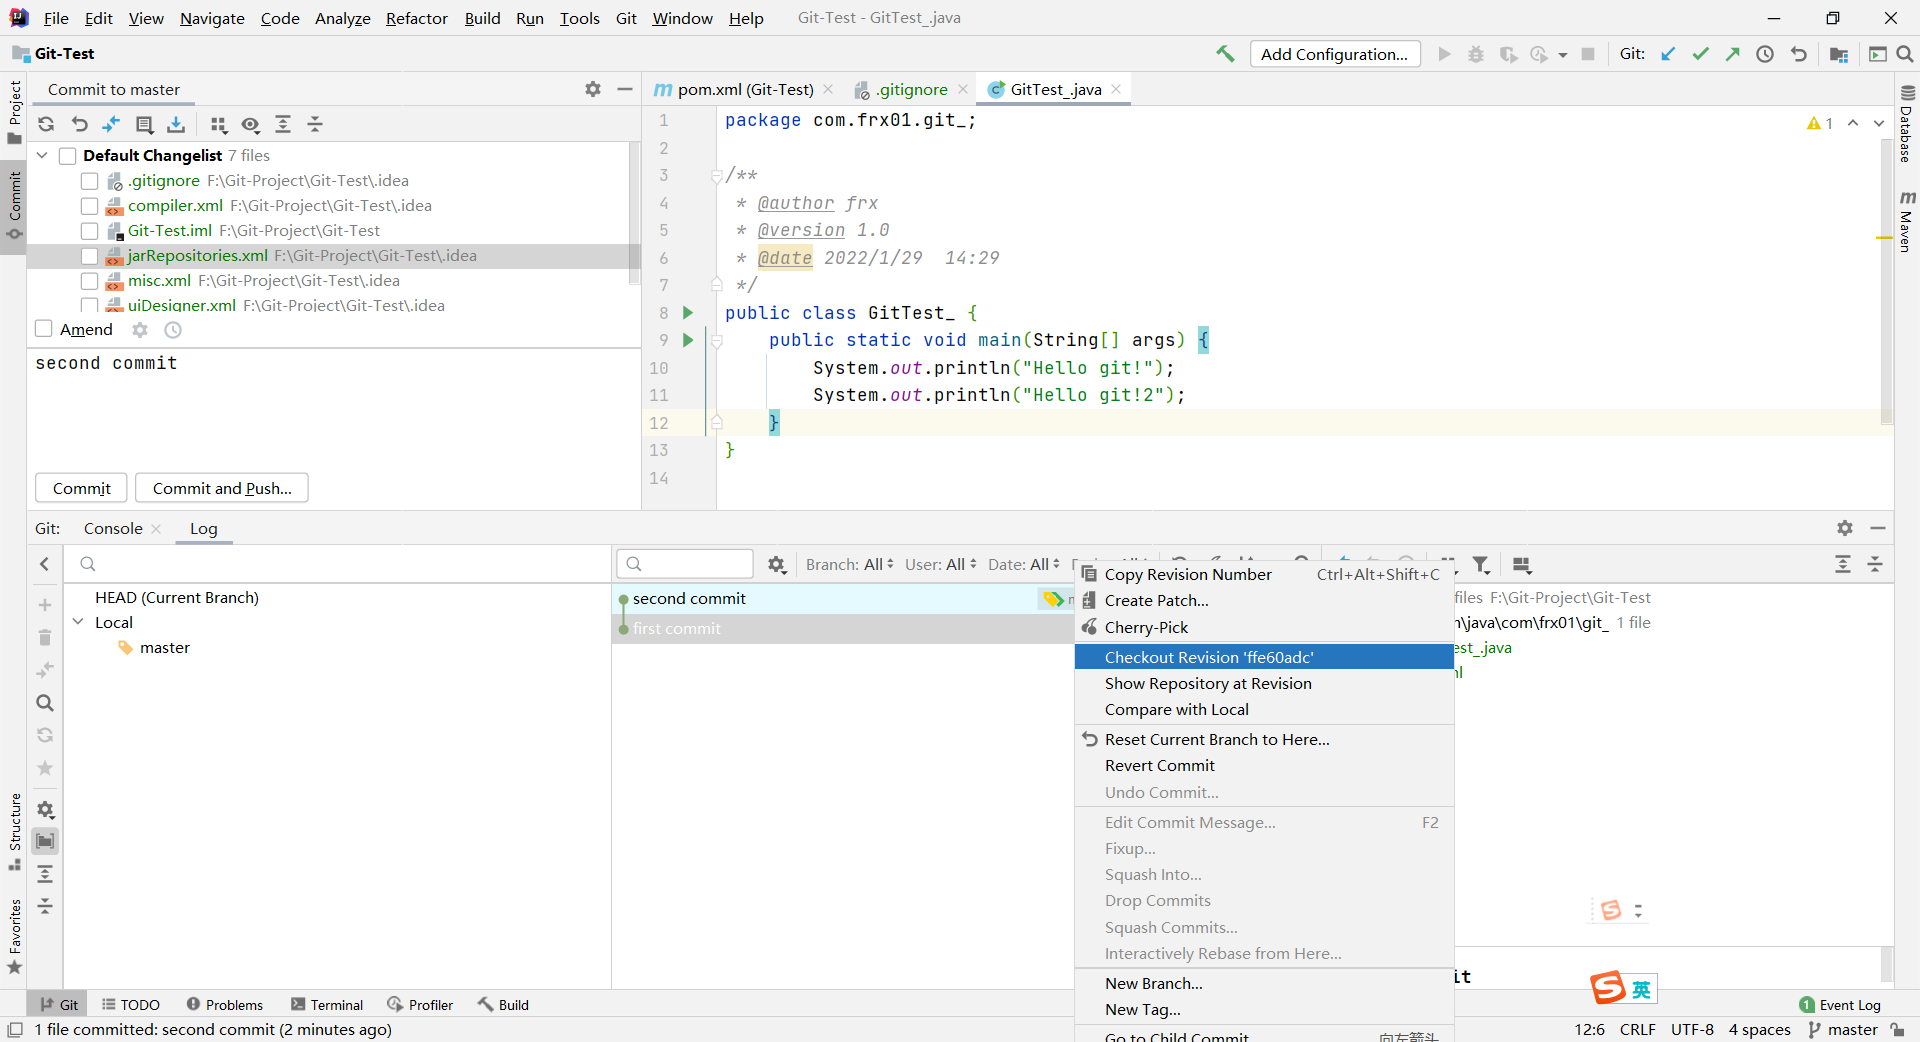 File Edit View Navigate Code Analyze Refactor Build Run Tools Git Window Help Git-Test - GitTest_.java
Git-Test
Add Configuration...
Git:
Project
Commit
Structure
Favorites
Commit to master
Default Changelist 7 files
.gitignore F:\Git-Project\Git-Test\.idea
compiler.xml F:\Git-Project\Git-Test\.idea
Git-Test.iml F:\Git-Project\Git-Test
jarRepositories.xml F:\Git-Project\Git-Test\.idea
misc.xml F:\Git-Project\Git-Test\.idea
uiDesigner.xml F:\Git-Project\Git-Test\.idea
Amend
second commit
Commit
Commit and Push...
pom.xml (Git-Test)
.gitignore
GitTest_.java
1 package com.frx01.git_;
2
3 /**
4 * @author frx
5 * @version 1.0
6 * @date 2022/1/29 14:29
7 */
8 public class GitTest_ {
9 public static void main(String[] args) {
10 System.out.println("Hello git!");
11 System.out.println("Hello git!2");
12 }
13 }
14
1
Database
m
Maven
Git: Console Log
HEAD (Current Branch)
Local
master
Branch: All User: All Date: All
second commit
first commit
Copy Revision Number Ctrl+Alt+Shift+C
Create Patch...
Cherry-Pick
Checkout Revision 'ffe60adc'
Show Repository at Revision
Compare with Local
Reset Current Branch to Here...
Revert Commit
Undo Commit...
Edit Commit Message... F2
Fixup...
Squash Into...
Drop Commits
Squash Commits...
Interactively Rebase from Here...
New Branch...
New Tag...
Go to Child Commit 向左箭头
files F:\Git-Project\Git-Test
\java\com\frx01\git_ 1 file
est_.java
英
Git TODO Problems Terminal Profiler Build
1 Event Log
1 file committed: second commit (2 minutes ago)
12:6 CRLF UTF-8 4 spaces master